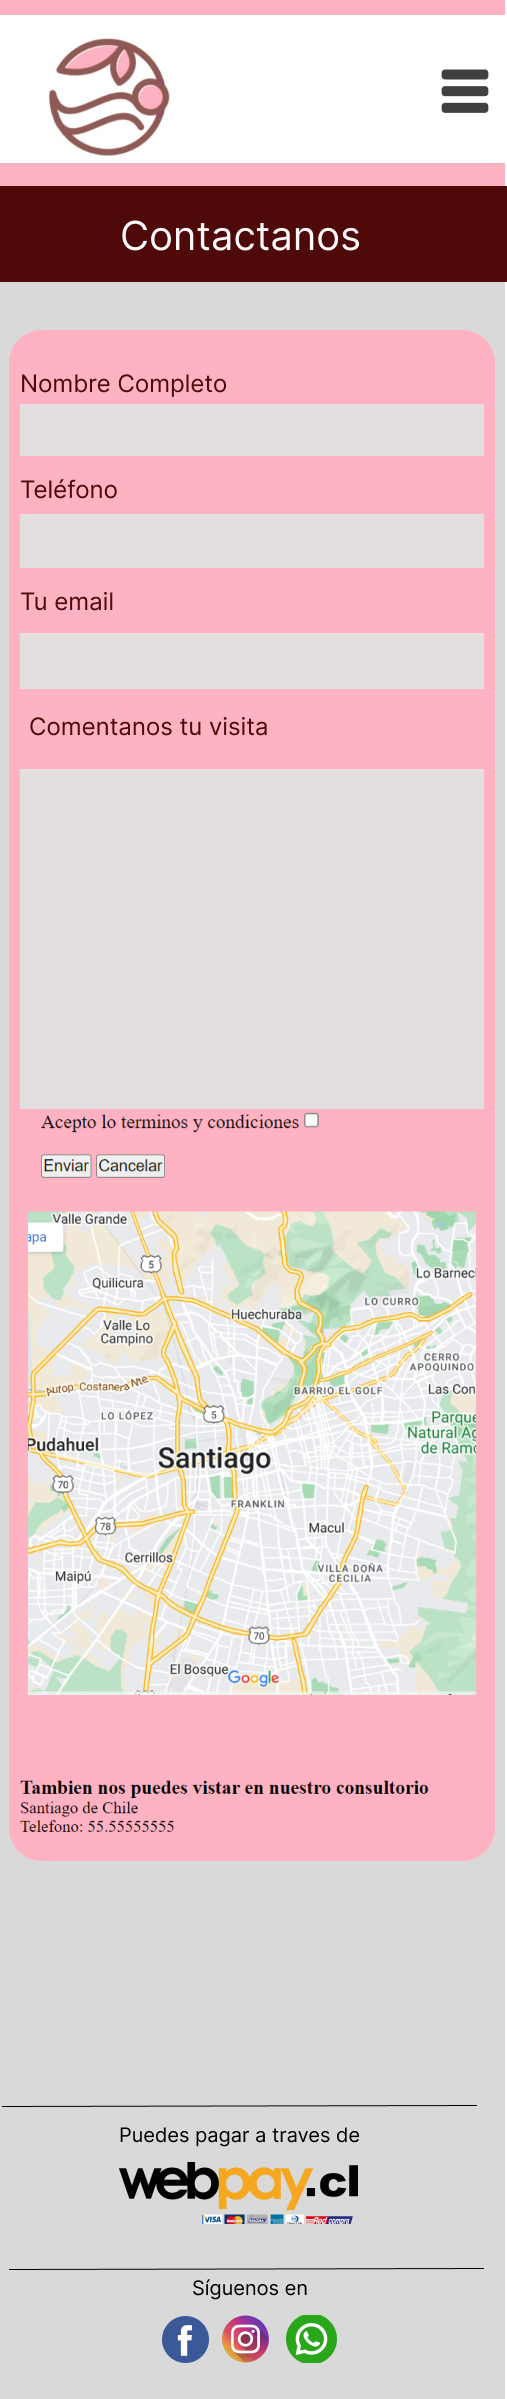 Contactanos
Nombre Completo
Teléfono
Tu email
Comentanos tu visita
Acepto lo terminos y condiciones
Enviar Cancelar
Valle Grande
apa
5
Quilicura
Lo Barnec
LO CURRO
Huechuraba
Valle Lo
Campino
CERRO
APOQUINDO
Autop. Costanera Nte
BARRIO EL GOLF
Las Con
LO LÓPEZ
5
Parque
Natural Ag
de Ramo
Pudahuel
Santiago
70
FRANKLIN
78
Macul
Cerrillos
VILLA DOÑA
CECILIA
Maipú
70
El Bosque
Google
Tambien nos puedes vistar en nuestro consultorio
Santiago de Chile
Telefono: 55.55555555
Puedes pagar a traves de
webpay.cl
VISA
Red compra
Síguenos en